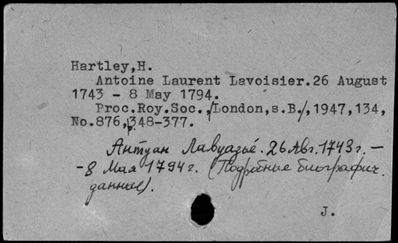 Hartley,H.
Antoine Laurent Lavoisier.26 August
1743 - 8 May 1794.
Proc.Roy.Soc./London,s.B/,1947,134,
No.876,p.348-377.
Антуан Лавуазьё. 26 Авг. 1743 г. —
- 8 Мая 1794 г. (Подробные биографич.
данные).
J.